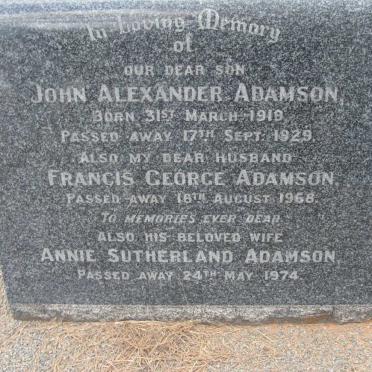 In Loving Memory
of
OUR DEAR SON
JOHN ALEXANDER ADAMSON,
BORN 31ST MARCH 1919
PASSED AWAY 17TH SEPT. 1929.
ALSO MY DEAR HUSBAND
FRANCIS GEORGE ADAMSON,
PASSED AWAY 18TH AUGUST 1968.
TO MEMORIES EVER DEAR
ALSO HIS BELOVED WIFE
ANNIE SUTHERLAND ADAMSON,
PASSED AWAY 24TH MAY 1974